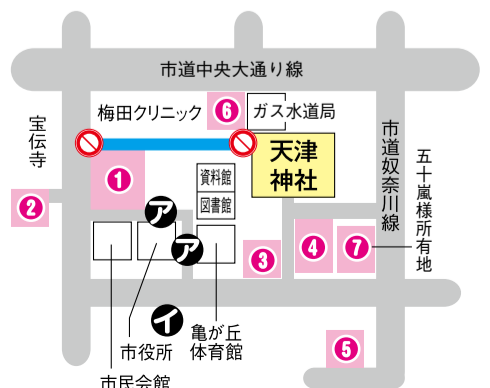 市道中央大通り線
梅田クリニック
6
ガス水道局
宝伝寺
天津
神社
市道奴奈川線
五十嵐様所有地
1
資料館
図書館
2
ア
ア
3
4
7
イ
市役所
亀が丘
体育館
市民会館
5